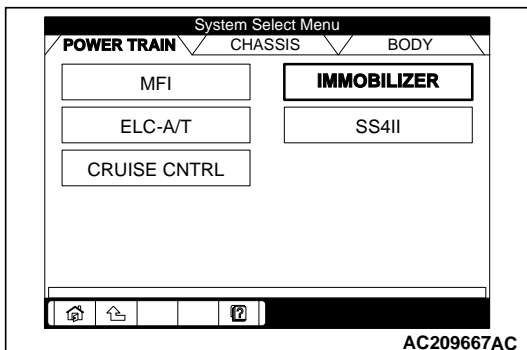 System Select Menu
POWER TRAIN CHASSIS BODY
MFI IMMOBILIZER
ELC-A/T SS4II
CRUISE CNTRL
?
AC209667AC